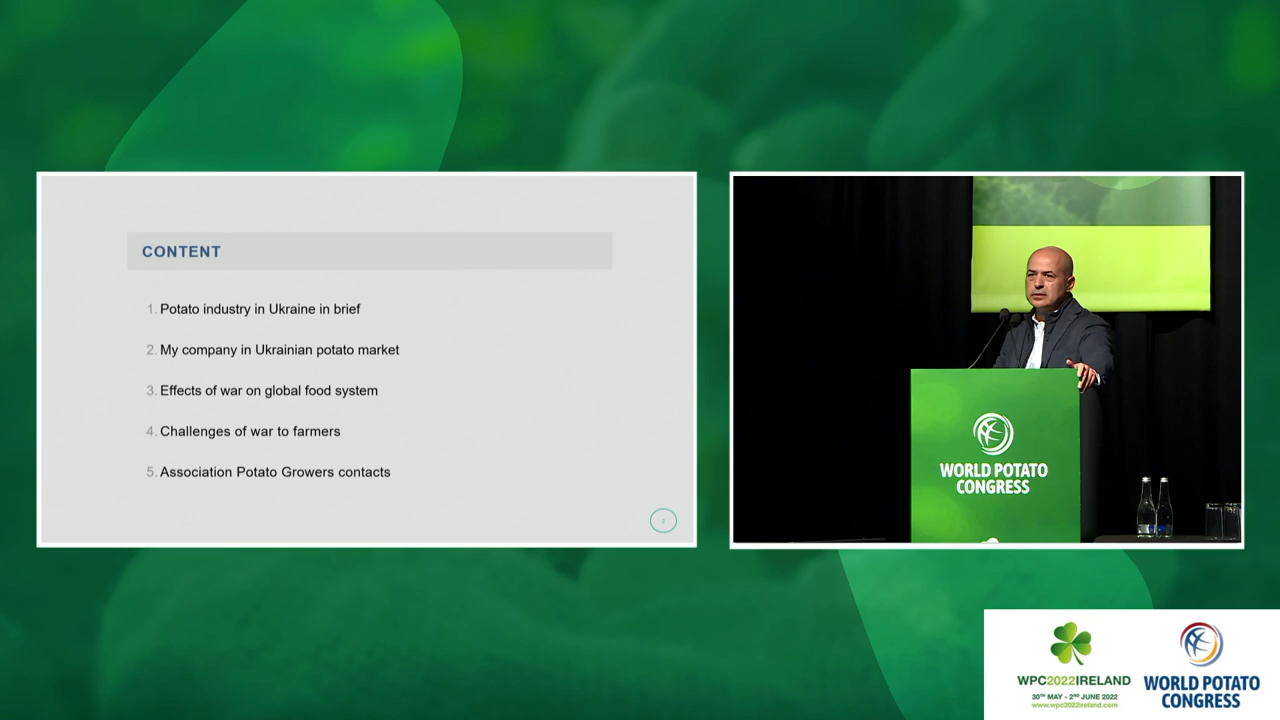 CONTENT
1. Potato industry in Ukraine in brief
2. My company in Ukrainian potato market
3. Effects of war on global food system
4. Challenges of war to farmers
5. Association Potato Growers contacts
2
WORLD POTATO
CONGRESS
WPC2022IRELAND
30TH MAY - 2ND JUNE 2022
www.wpc2022ireland.com
WORLD POTATO
CONGRESS